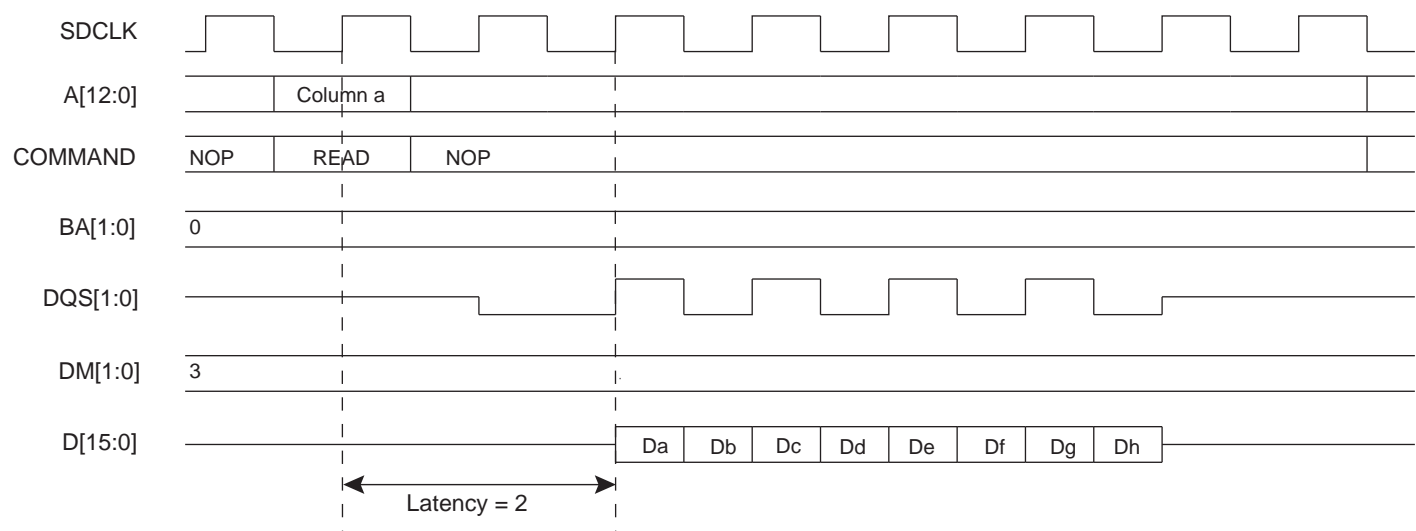 SDCLK
A[12:0] Column a
COMMAND NOP READ NOP
BA[1:0] 0
DQS[1:0]
DM[1:0] 3
D[15:0] Da Db Dc Dd De Df Dg Dh
Latency = 2